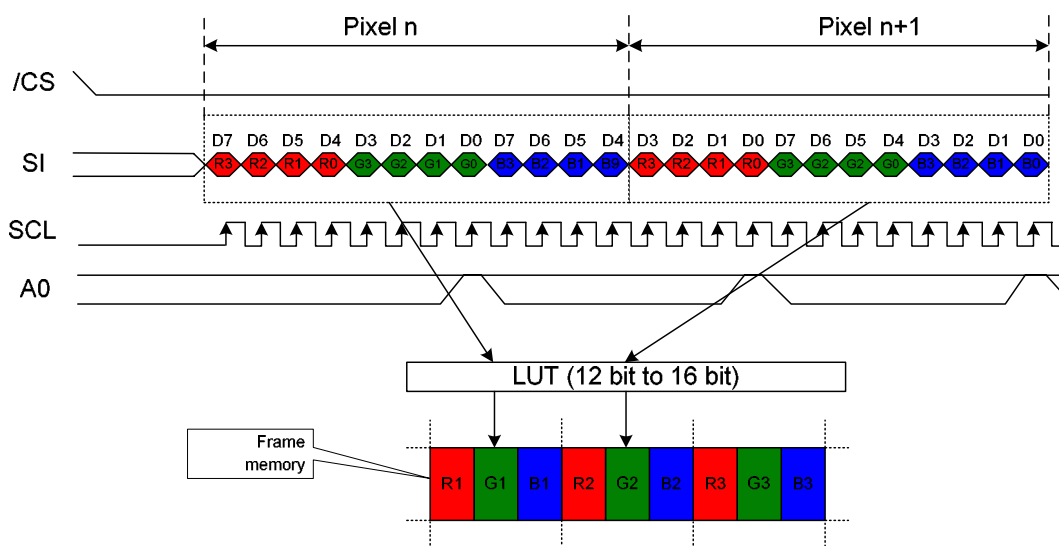 Pixel n Pixel n+1
/CS
D7 D6 D5 D4 D3 D2 D1 D0 D7 D6 D5 D4 D3 D2 D1 D0 D7 D6 D5 D4 D3 D2 D1 D0
SI R3 R2 R1 R0 G3 G2 G1 G0 B3 B2 B1 B9 R3 R2 R1 R0 G3 G2 G2 G0 B3 B2 B1 B0
SCL
A0
LUT (12 bit to 16 bit)
Frame
memory
R1 G1 B1 R2 G2 B2 R3 G3 B3